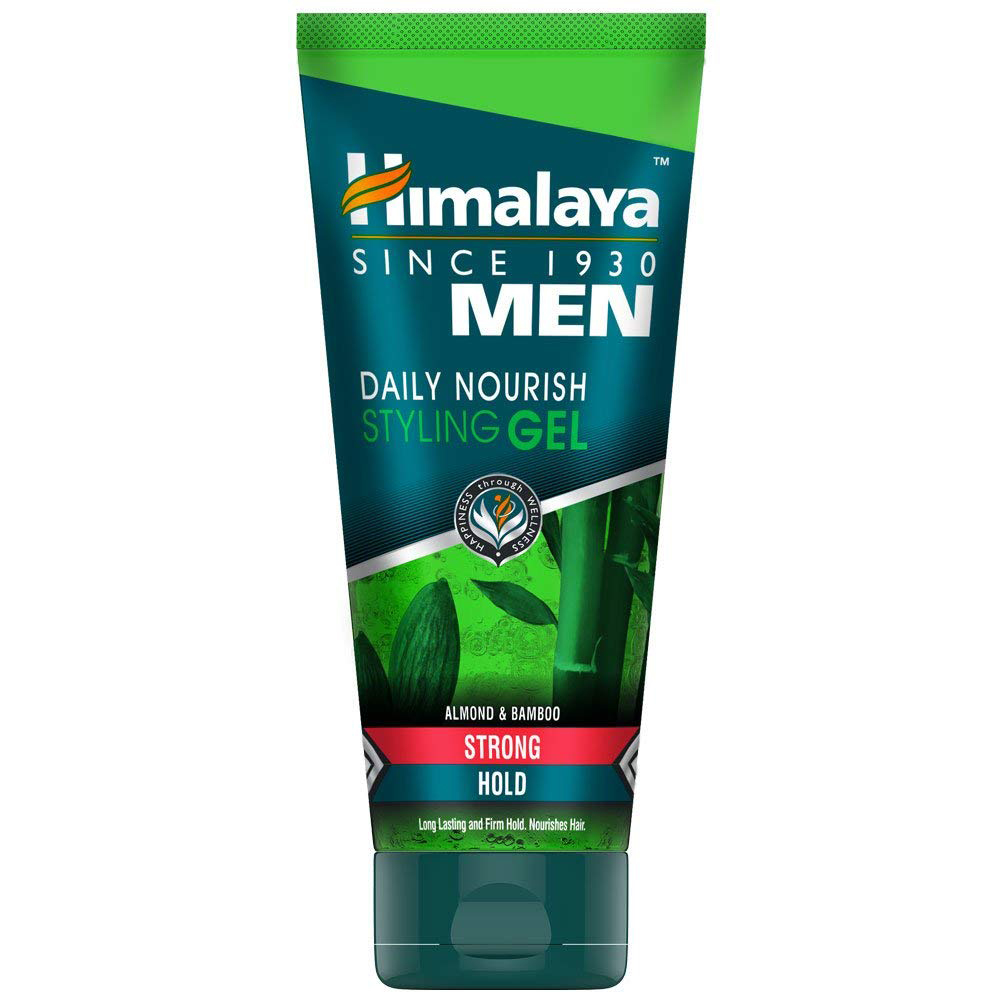 Himalaya™
SINCE 1930
MEN
DAILY NOURISH
STYLING GEL
HAPPINESS through WELLNESS
ALMOND & BAMBOO
STRONG
HOLD
Long Lasting and Firm Hold. Nourishes Hair.